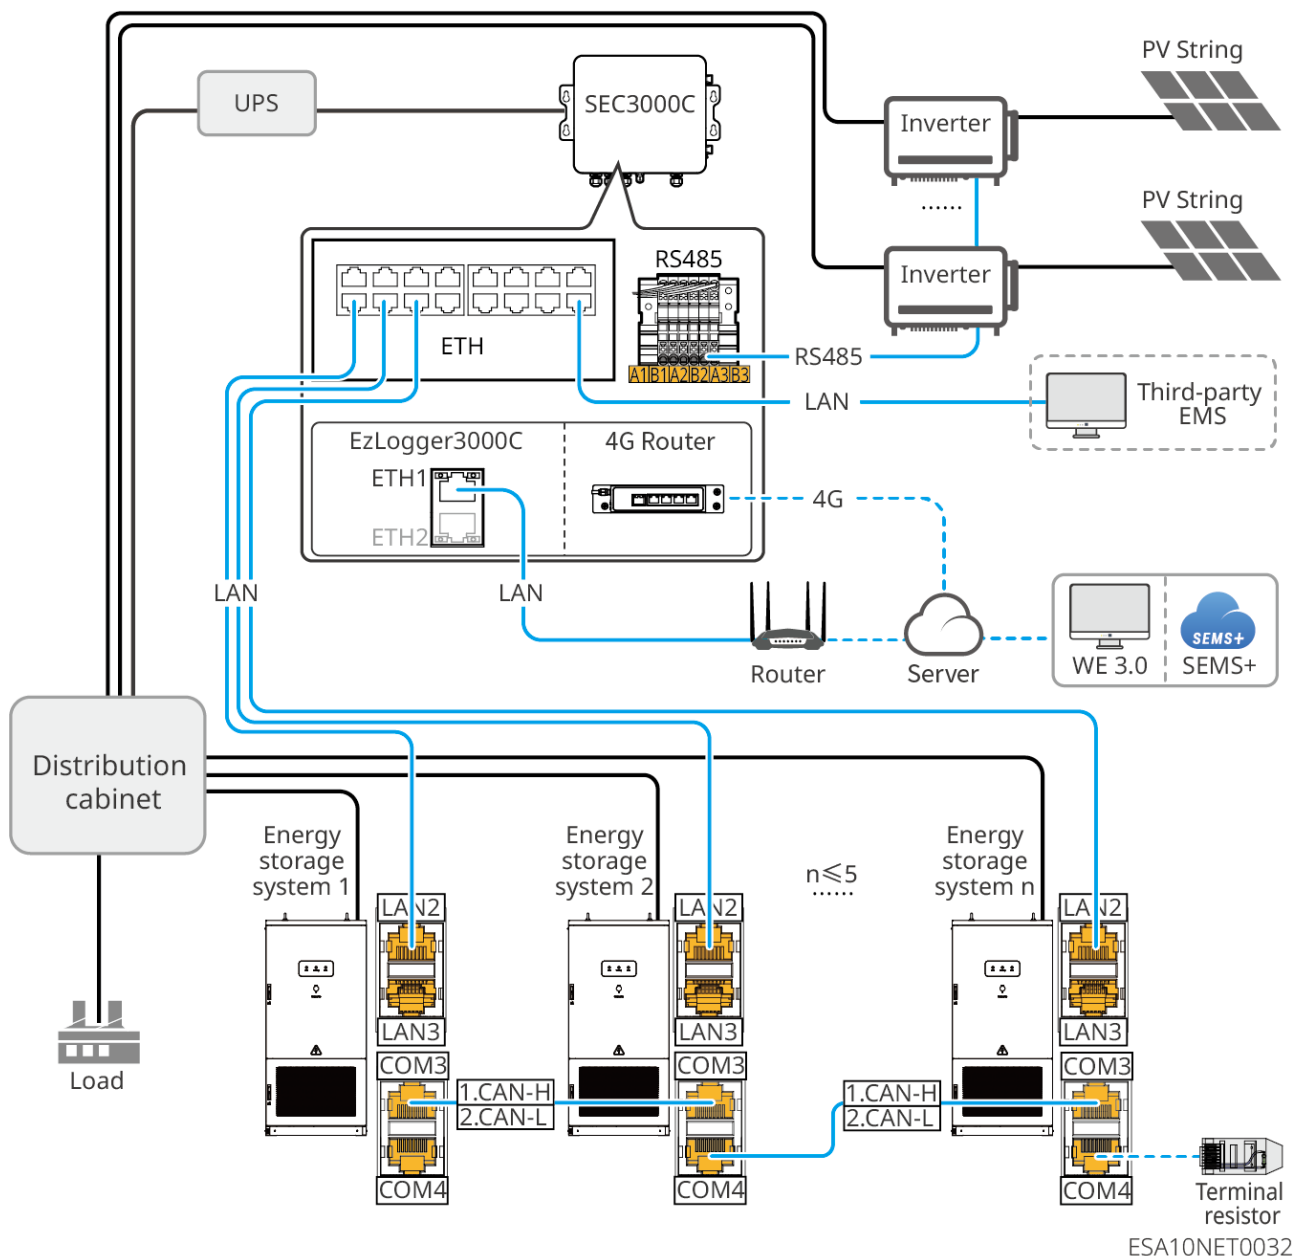 PV String
UPS
SEC3000C
Inverter
......
PV String
Inverter
RS485
ETH
A1 B1 A2 B2 A3 B3
RS485
LAN
Third-party
EMS
EzLogger3000C
4G Router
ETH1
ETH2
4G
LAN
LAN
Router
Server
WE 3.0
SEMS+
SEMS+
Distribution
cabinet
Energy
storage
system 1
Energy
storage
system 2
n≤5
......
Energy
storage
system n
LAN2
LAN2
LAN2
LAN3
LAN3
LAN3
COM3
COM3
COM3
1.CAN-H
2.CAN-L
1.CAN-H
2.CAN-L
COM4
COM4
COM4
Load
Terminal
resistor
ESA10NET0032